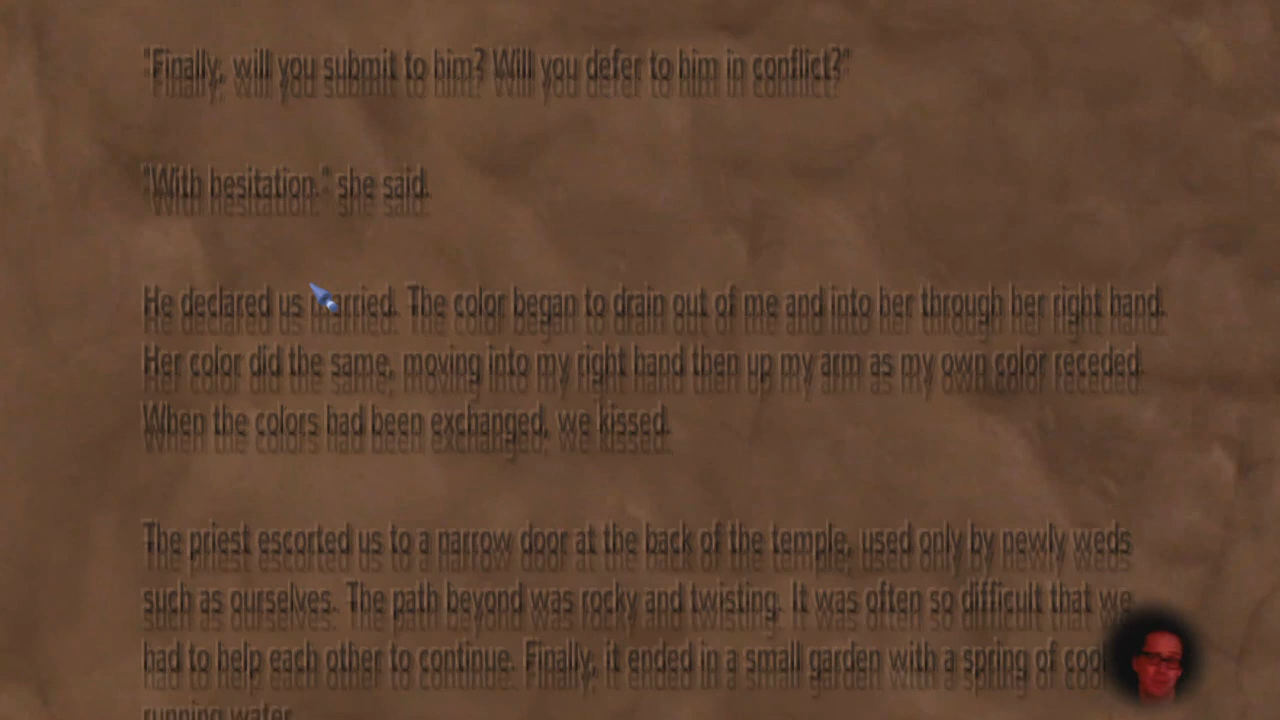 "Finally, will you submit to him? Will you defer to him in conflict?"
"With hesitation." she said.
He declared us married. The color began to drain out of me and into her through her right hand.
Her color did the same, moving into my right hand then up my arm as my own color receded.
When the colors had been exchanged, we kissed.
The priest escorted us to a narrow door at the back of the temple, used only by newly weds
such as ourselves. The path beyond was rocky and twisting. It was often so difficult that we
had to help each other to continue. Finally, it ended in a small garden with a spring of cool
running water.